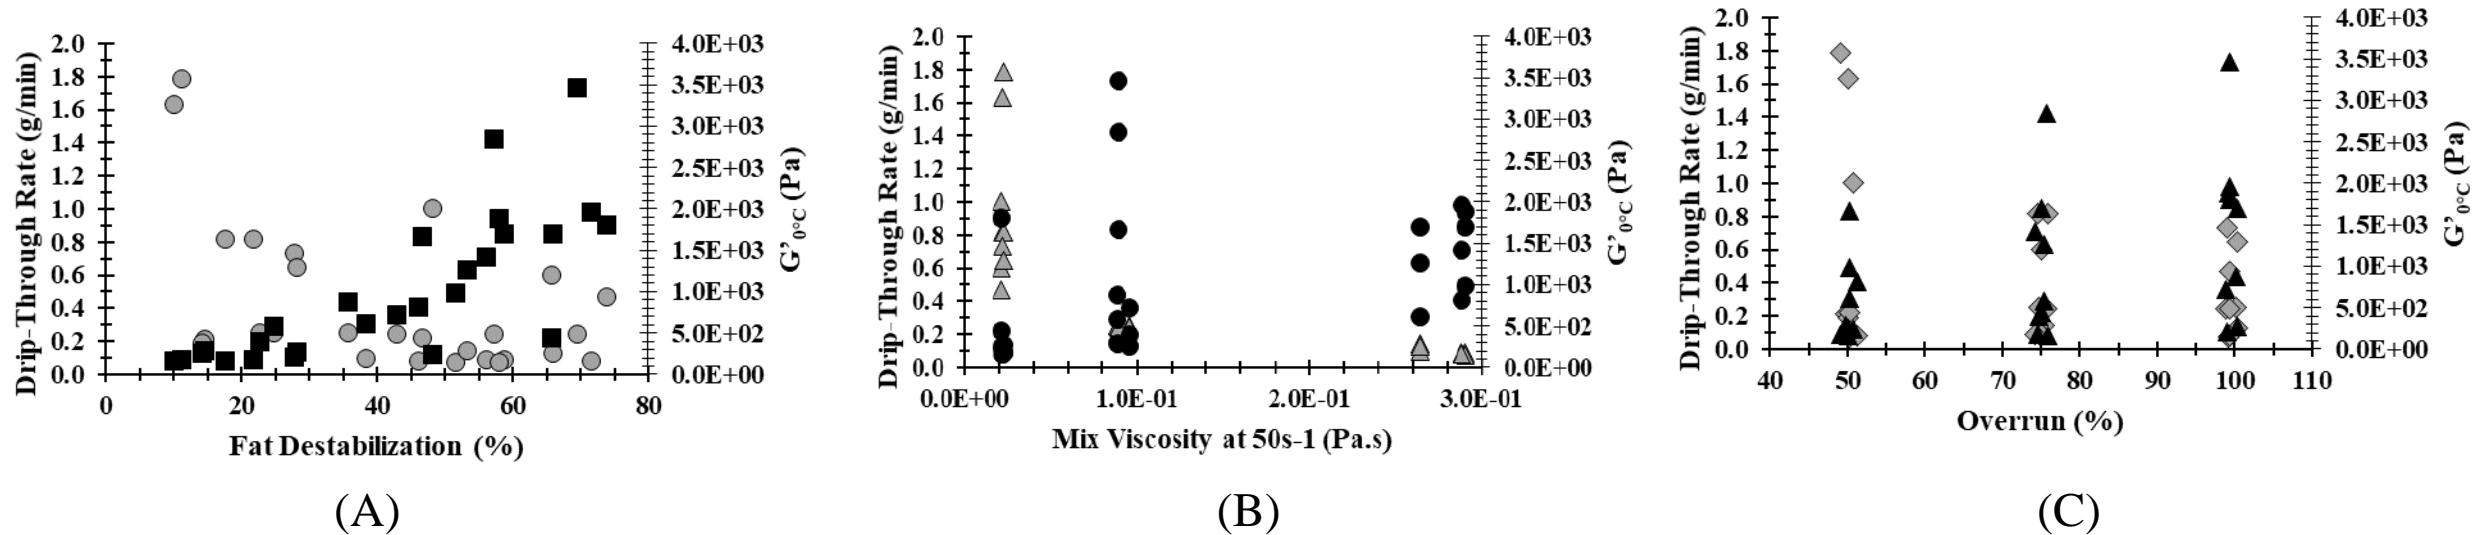 Drip-Through Rate (g/min)
2.0
1.8
1.6
1.4
1.2
1.0
0.8
0.6
0.4
0.2
0.0
0 20 40 60 80
Fat Destabilization (%)
4.0E+03
3.5E+03
3.0E+03
2.5E+03
2.0E+03
1.5E+03
1.0E+03
5.0E+02
0.0E+00
G’0°C (Pa)
(A)
Drip-Through Rate (g/min)
2.0
1.8
1.6
1.4
1.2
1.0
0.8
0.6
0.4
0.2
0.0
0.0E+00 1.0E-01 2.0E-01 3.0E-01
Mix Viscosity at 50s-1 (Pa.s)
4.0E+03
3.5E+03
3.0E+03
2.5E+03
2.0E+03
1.5E+03
1.0E+03
5.0E+02
0.0E+00
G’0°C (Pa)
(B)
Drip-Through Rate (g/min)
2.0
1.8
1.6
1.4
1.2
1.0
0.8
0.6
0.4
0.2
0.0
40 50 60 70 80 90 100 110
Overrun (%)
4.0E+03
3.5E+03
3.0E+03
2.5E+03
2.0E+03
1.5E+03
1.0E+03
5.0E+02
0.0E+00
G’0°C (Pa)
(C)